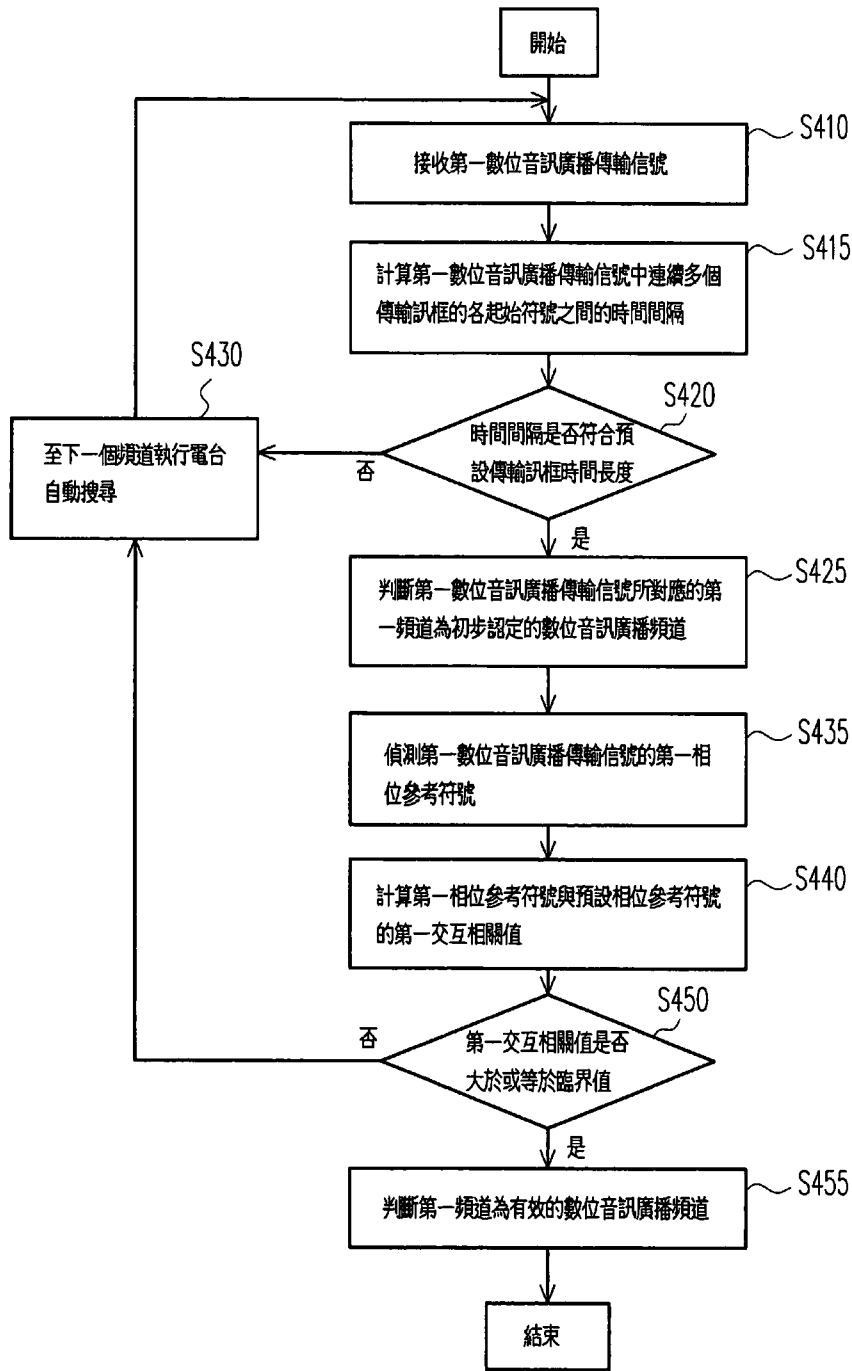 開始
S410
接收第一數位音訊廣播傳輸信號
S415
計算第一數位音訊廣播傳輸信號中連續多個
傳輸訊框的各起始符號之間的時間間隔
S430
至下一個頻道執行電台
自動搜尋
S420
時間間隔是否符合預
設傳輸訊框時間長度
否
是
S425
判斷第一數位音訊廣播傳輸信號所對應的第
一頻道為初步認定的數位音訊廣播頻道
S435
偵測第一數位音訊廣播傳輸信號的第一相
位參考符號
S440
計算第一相位參考符號與預設相位參考符號
的第一交互相關值
S450
第一交互相關值是否
大於或等於臨界值
否
是
S455
判斷第一頻道為有效的數位音訊廣播頻道
結束